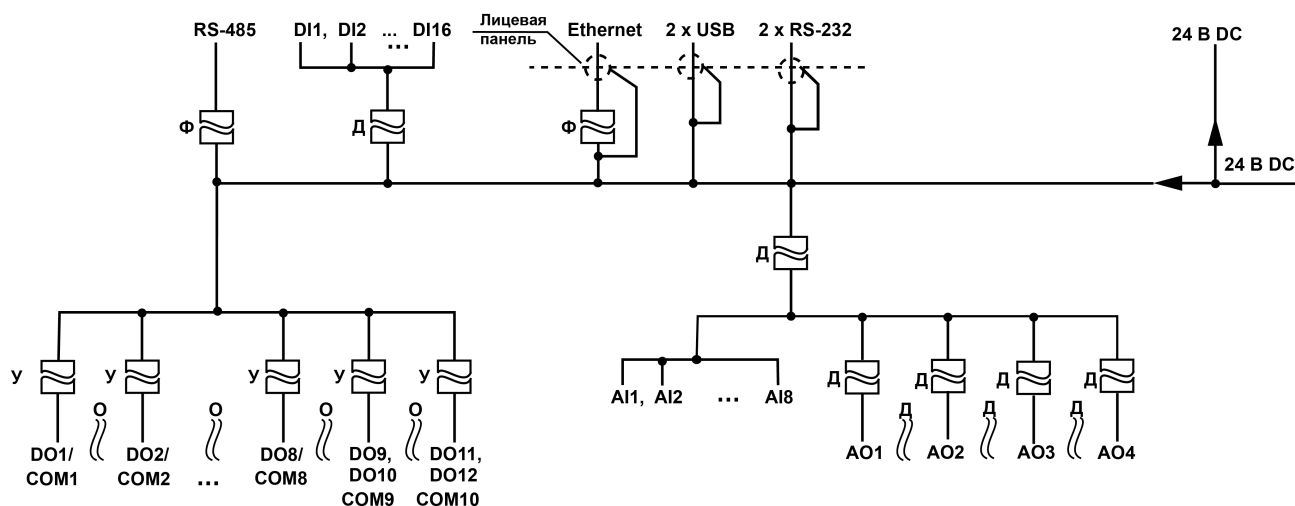 Лицевая
панель
RS-485
DI1, DI2 ... DI16
...
Ethernet
2 x USB
2 x RS-232
24 В DC
Ф
Д
Ф
24 В DC
Д
У
У
У
У
У
Д
Д
Д
Д
AI1, AI2 ... AI8
О
О
О
О
Д
Д
Д
DO1/
COM1
DO2/
COM2
...
DO8/
COM8
DO9,
DO10
COM9
DO11,
DO12
COM10
AO1
AO2
AO3
AO4